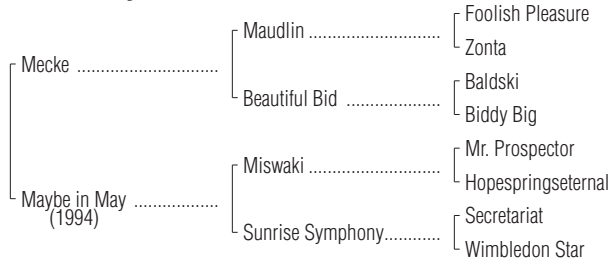 Foolish Pleasure
Maudlin ..............................
Zonta
Mecke ................................
Baldski
Beautiful Bid ......................
Biddy Big
Mr. Prospector
Miswaki ..............................
Hopespringseternal
Maybe in May ...................
(1994)
Secretariat
Sunrise Symphony............
Wimbledon Star